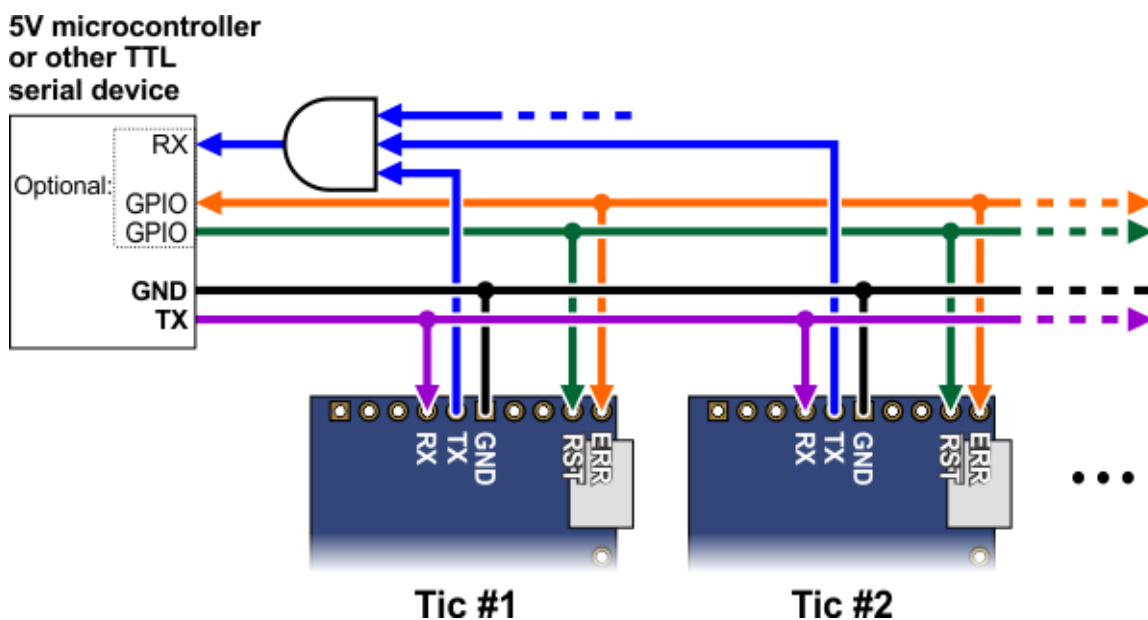 5V microcontroller
or other TTL
serial device
RX
Optional:
GPIO
GPIO
GND
TX
RX
TX
GND
RST
ERR
RX
TX
GND
RST
ERR
Tic #1
Tic #2